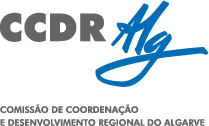 CCDR Alg
COMISSÃO DE COORDENAÇÃO
E DESENVOLVIMENTO REGIONAL DO ALGARVE